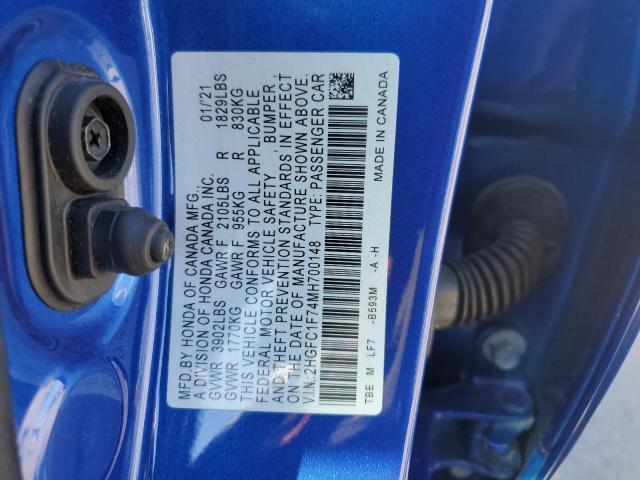 MFD.BY HONDA OF CANADA MFG., 01/'21
A DIVISION OF HONDA CANADA INC.
GVWR 3902LBS GAWR F 2105LBS R 1829LBS
GVWR 1770KG GAWR F 955KG R 830KG
THIS VEHICLE CONFORMS TO ALL APPLICABLE
FEDERAL MOTOR VEHICLE SAFETY, BUMPER
AND THEFT PREVENTION STANDARDS IN EFFECT
ON THE DATE OF MANUFACTURE SHOWN ABOVE.
V.I.N.:2HGFC1F74MH700148 TYPE: PASSENGER CAR
MADE IN CANADA
TBE M LF7 -B593M -A-H